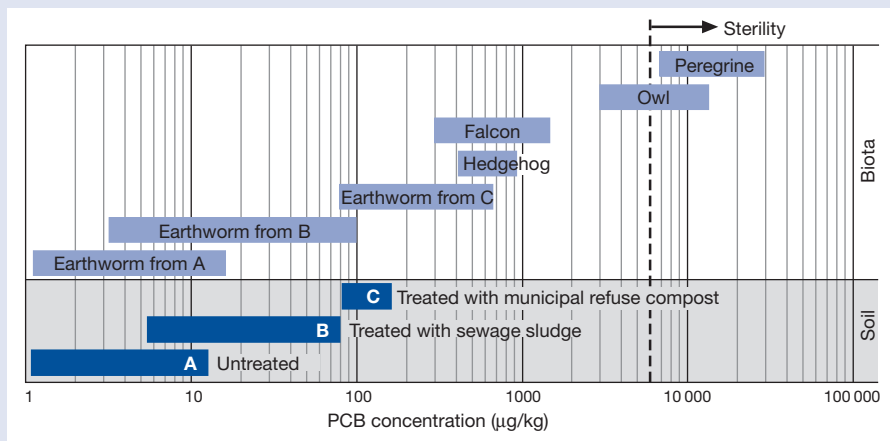 Sterility
Peregrine
Owl
Falcon
Hedgehog
Earthworm from C
Earthworm from B
Earthworm from A
Biota
C Treated with municipal refuse compost
B Treated with sewage sludge
A Untreated
Soil
1 10 100 1000 10 000 100 000
PCB concentration (µg/kg)